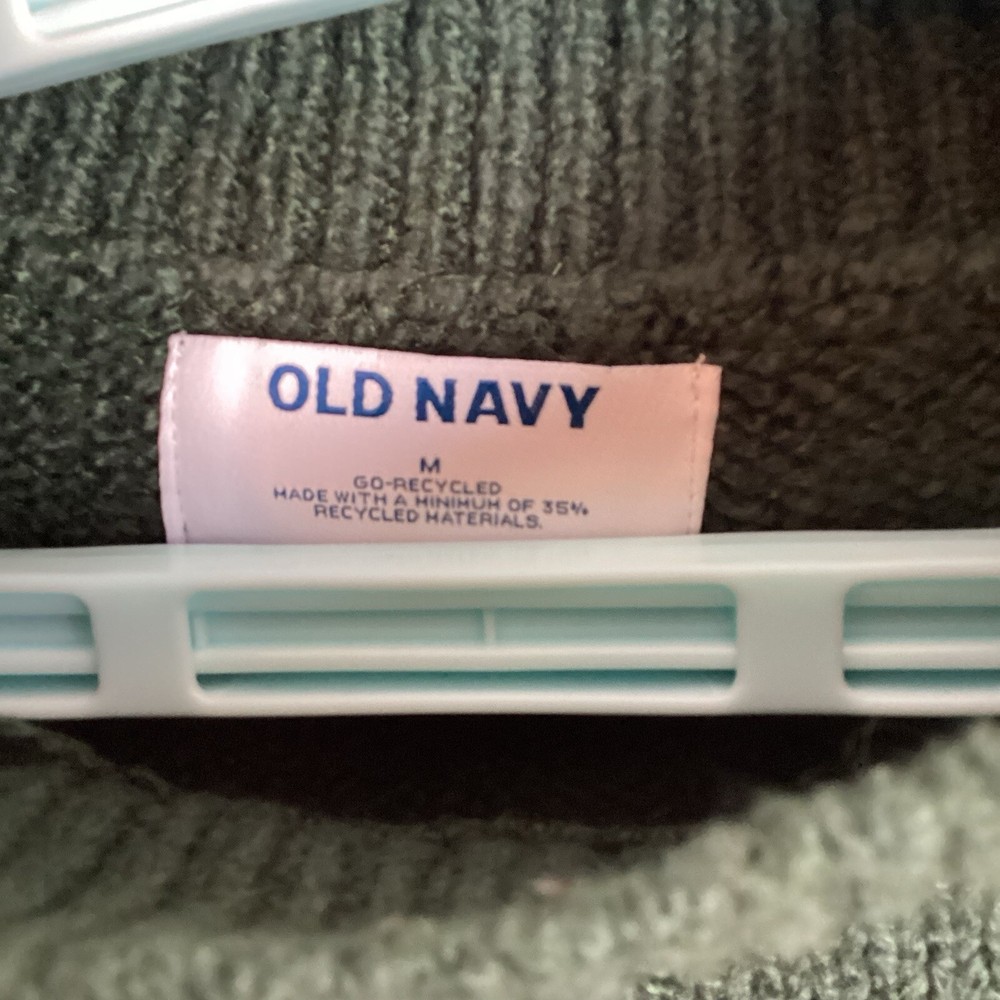 OLD NAVY
M
GO-RECYCLED
MADE WITH A MINIMUM OF 35%
RECYCLED MATERIALS.